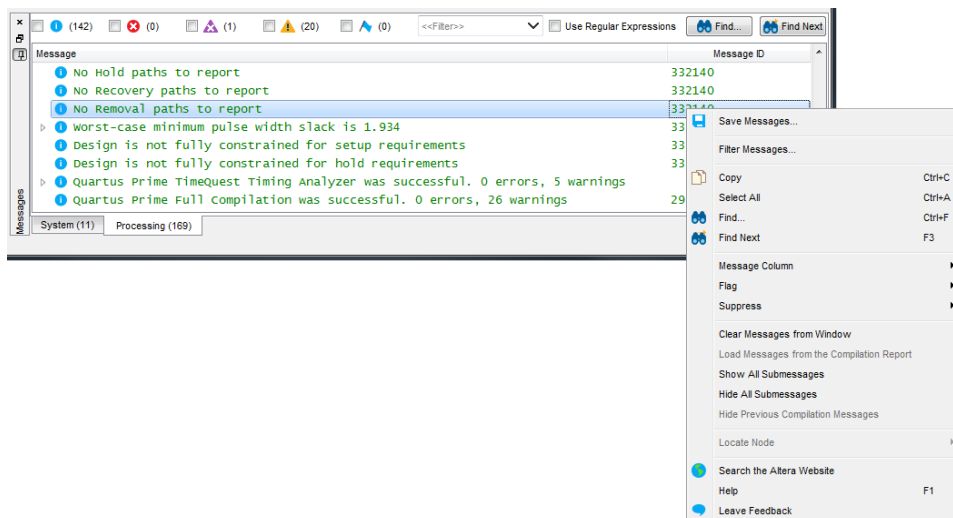 (142) (0) (1) (20) (0) <<Filter>> Use Regular Expressions Find... Find Next
Message Message ID
No Hold paths to report 332140
No Recovery paths to report 332140
No Removal paths to report 332140
Worst-case minimum pulse width slack is 1.934 33
Design is not fully constrained for setup requirements 33
Design is not fully constrained for hold requirements 33
Quartus Prime TimeQuest Timing Analyzer was successful. 0 errors, 5 warnings
Quartus Prime Full Compilation was successful. 0 errors, 26 warnings 29
Messages
System (11) Processing (169)
Save Messages...
Filter Messages...
Copy Ctrl+C
Select All Ctrl+A
Find... Ctrl+F
Find Next F3
Message Column
Flag
Suppress
Clear Messages from Window
Load Messages from the Compilation Report
Show All Submessages
Hide All Submessages
Hide Previous Compilation Messages
Locate Node
Search the Altera Website
Help F1
Leave Feedback